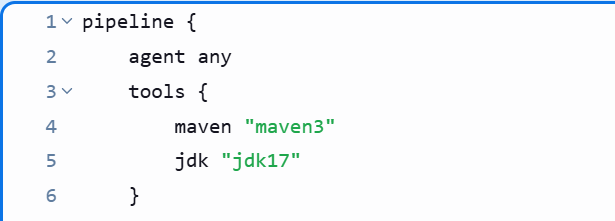 1 pipeline {
2     agent any
3     tools {
4         maven "maven3"
5         jdk "jdk17"
6     }